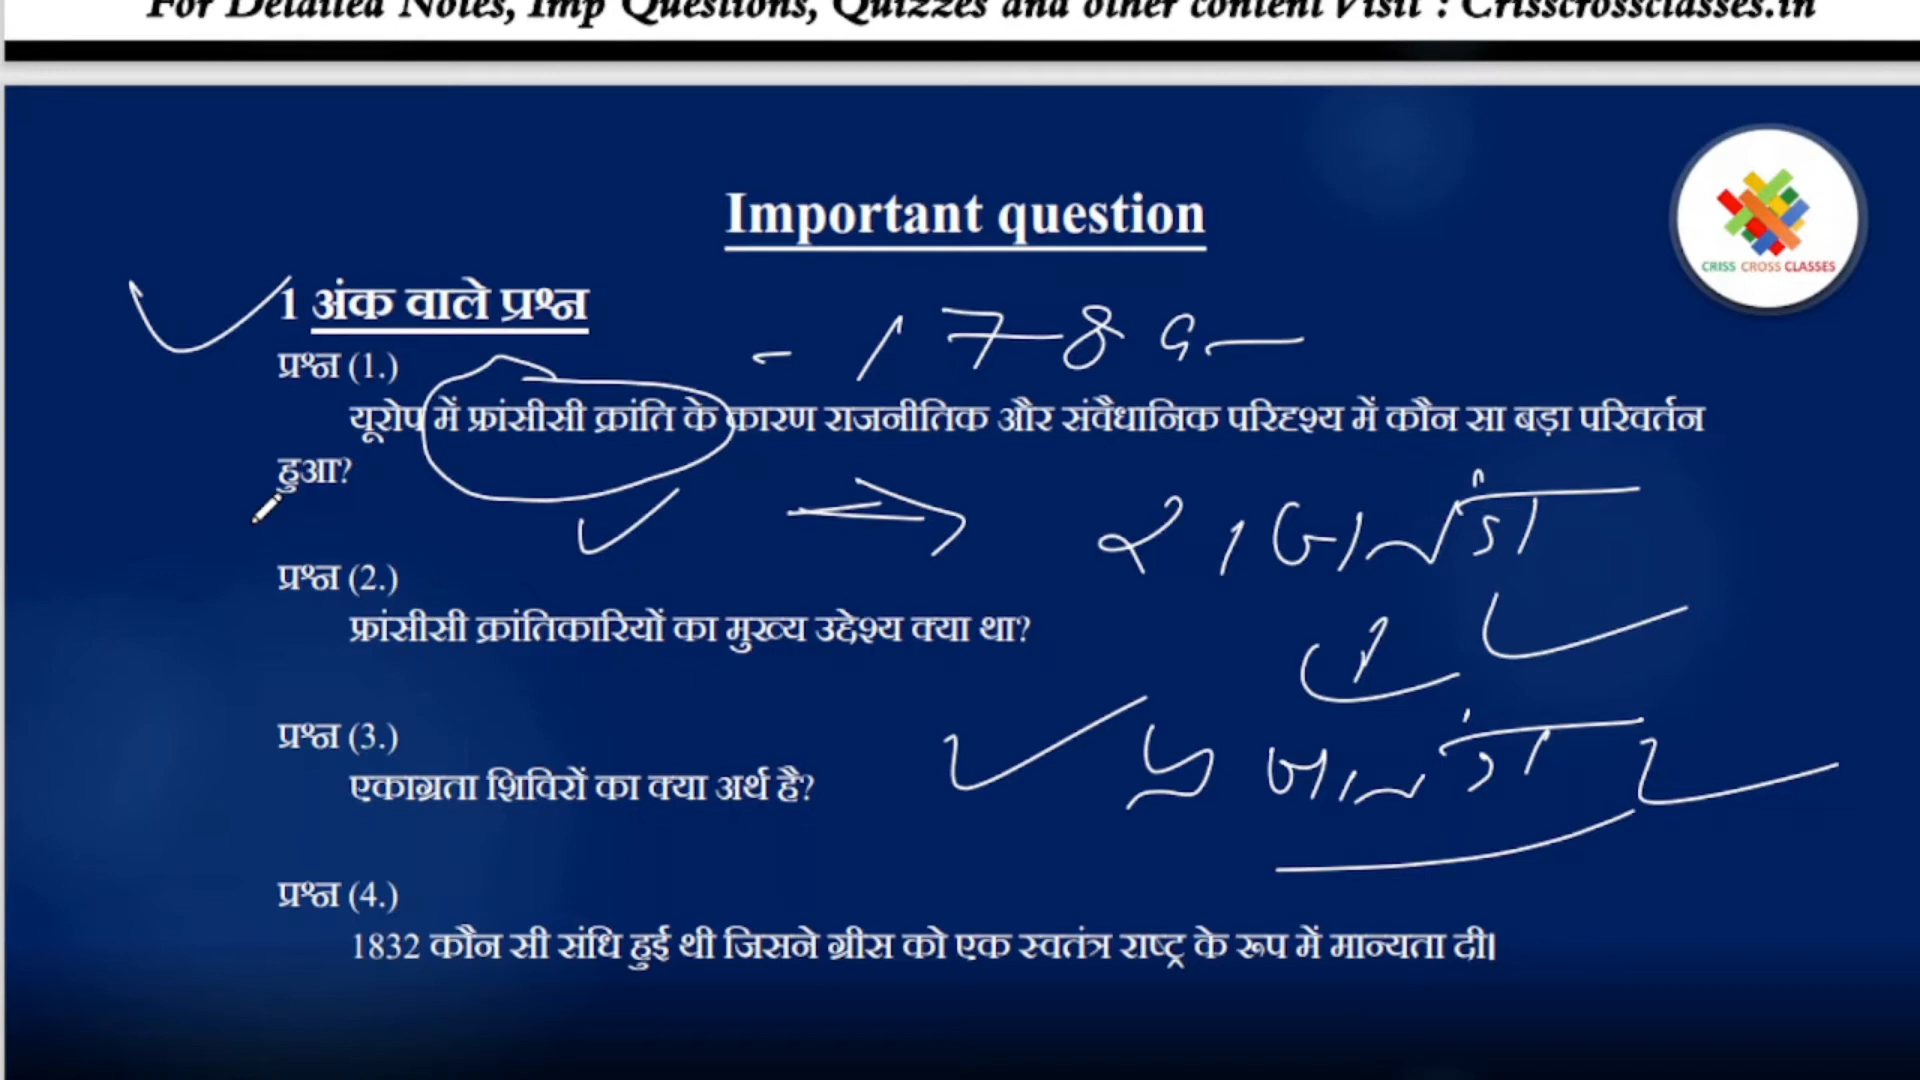 For Detailed Notes, Imp Questions, Quizzes and other content Visit : Crisscrossclasses.in
Important question
CRISS CROSS CLASSES
1 अंक वाले प्रश्न
- 1789
प्रश्न (1.)
यूरोप में फ्रांसीसी क्रांति के कारण राजनीतिक और संवैधानिक परिदृश्य में कौन सा बड़ा परिवर्तन
हुआ?
प्रश्न (2.)
फ्रांसीसी क्रांतिकारियों का मुख्य उद्देश्य क्या था?
प्रश्न (3.)
एकाग्रता शिविरों का क्या अर्थ है?
प्रश्न (4.)
1832 कौन सी संधि हुई थी जिसने ग्रीस को एक स्वतंत्र राष्ट्र के रूप में मान्यता दी।